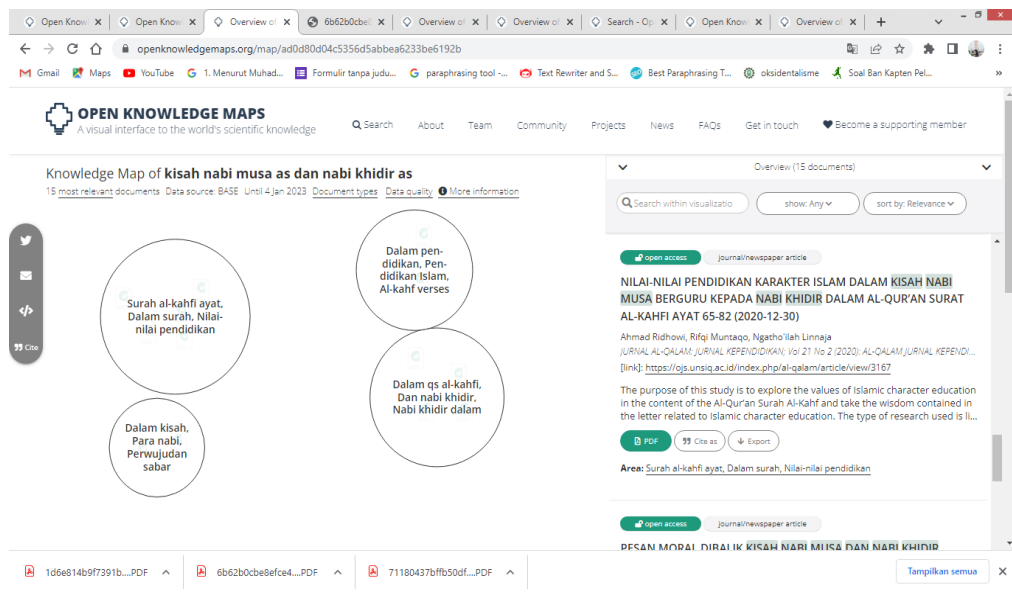 Open Know
Open Know
Overview of
6b62b0cbe8
Overview of
Overview of
Search - Op
Open Know
Overview of
openknowledgemaps.org/map/ad0d80d04c5356d5abbea6233be6192b
Gmail
Maps
YouTube
1. Menurut Muhad...
Formulir tanpa judu...
paraphrasing tool -...
Text Rewriter and S...
Best Paraphrasing T...
oksidentalisme
Soal Ban Kapten Pel...
»
OPEN KNOWLEDGE MAPS
A visual interface to the world's scientific knowledge
Search
About
Team
Community
Projects
News
FAQs
Get in touch
Become a supporting member
Knowledge Map of kisah nabi musa as dan nabi khidir as
15 most relevant documents Data source: BASE Until 4 Jan 2023 Document types Data quality More information
Cite
Surah al-kahfi ayat,
Dalam surah, Nilai-
nilai pendidikan
Dalam pen-
didikan, Pen-
didikan Islam,
Al-kahf verses
Dalam qs al-kahfi,
Dan nabi khidir,
Nabi khidir dalam
Dalam kisah,
Para nabi,
Perwujudan
sabar
Overview (15 documents)
Search within visualizatio
show: Any
sort by: Relevance
open access
journal/newspaper article
NILAI-NILAI PENDIDIKAN KARAKTER ISLAM DALAM KISAH NABI
MUSA BERGURU KEPADA NABI KHIDIR DALAM AL-QUR'AN SURAT
AL-KAHFI AYAT 65-82 (2020-12-30)
Ahmad Ridhowi, Rifqi Muntaqo, Ngatho'ilah Linnaja
JURNAL AL-QALAM: JURNAL KEPENDIDIKAN; Vol 21 No 2 (2020): AL-QALAM JURNAL KEPENDI...
[link]: https://ojs.unsiq.ac.id/index.php/al-qalam/article/view/3167
The purpose of this study is to explore the values of Islamic character education
in the content of the Al-Qur'an Surah Al-Kahf and take the wisdom contained in
the letter related to Islamic character education. The type of research used is li...
PDF
Cite as
Export
Area: Surah al-kahfi ayat, Dalam surah, Nilai-nilai pendidikan
open access
journal/newspaper article
PESAN MORAL DIBALIK KISAH NABI MUSA DAN NABI KHIDIR
1d6e814b9f7391b....PDF
6b62b0cbe8efce4....PDF
71180437bffb50df....PDF
Tampilkan semua